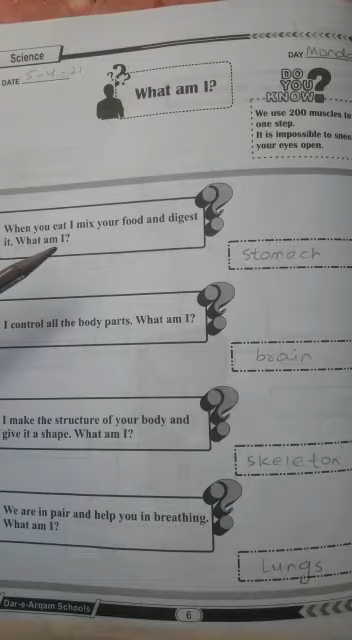 Science
DAY Monda
DATE 5-4-21
What am I?
DO
YOU
KNOW
We use 200 muscles to
one step.
It is impossible to snee
your eyes open.
When you eat I mix your food and digest
it. What am I?
Stomach
I control all the body parts. What am I?
brain
I make the structure of your body and
give it a shape. What am I?
skeleton
We are in pair and help you in breathing.
What am I?
Lungs
Dar-e-Arqam Schools
6